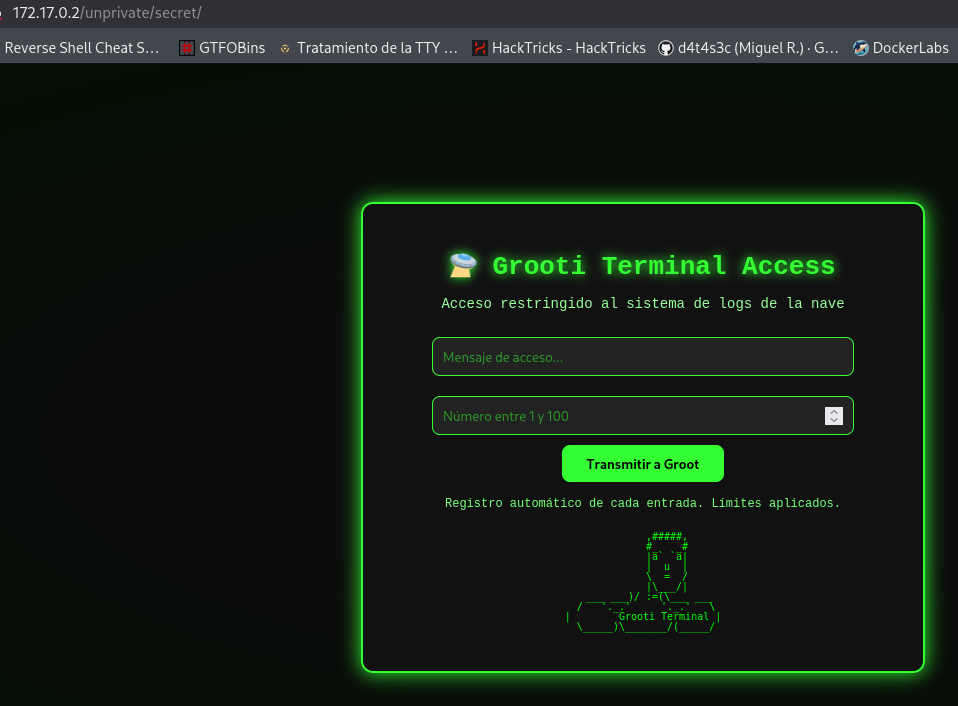 172.17.0.2/unprivate/secret/
Reverse Shell Cheat S… GTFOBins Tratamiento de la TTY … HackTricks - HackTricks d4t4s3c (Miguel R.) · G… DockerLabs
Grooti Terminal Access
Acceso restringido al sistema de logs de la nave
Mensaje de acceso...
Número entre 1 y 100
Transmitir a Groot
Registro automático de cada entrada. Límites aplicados.
Grooti Terminal